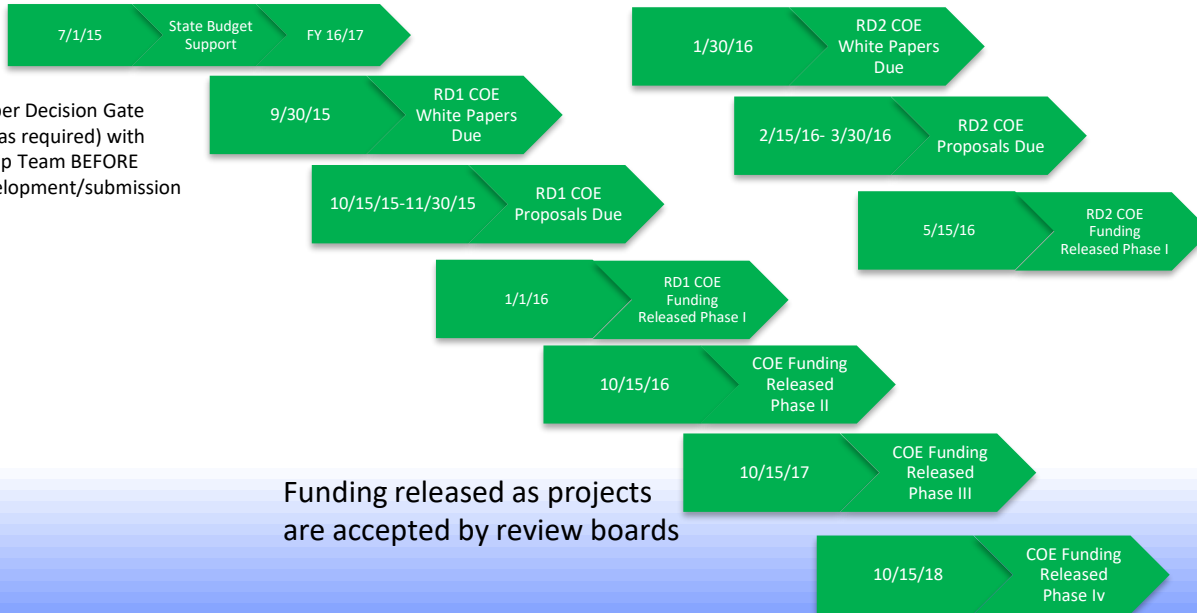 7/1/15
State Budget
Support
FY 16/17
1/30/16
RD2 COE
White Papers
Due
per Decision Gate
as required) with
p Team BEFORE
elopment/submission
9/30/15
RD1 COE
White Papers
Due
2/15/16- 3/30/16
RD2 COE
Proposals Due
10/15/15-11/30/15
RD1 COE
Proposals Due
5/15/16
RD2 COE
Funding
Released Phase I
1/1/16
RD1 COE
Funding
Released Phase I
10/15/16
COE Funding
Released
Phase II
10/15/17
COE Funding
Released
Phase III
Funding released as projects
are accepted by review boards
10/15/18
COE Funding
Released
Phase Iv